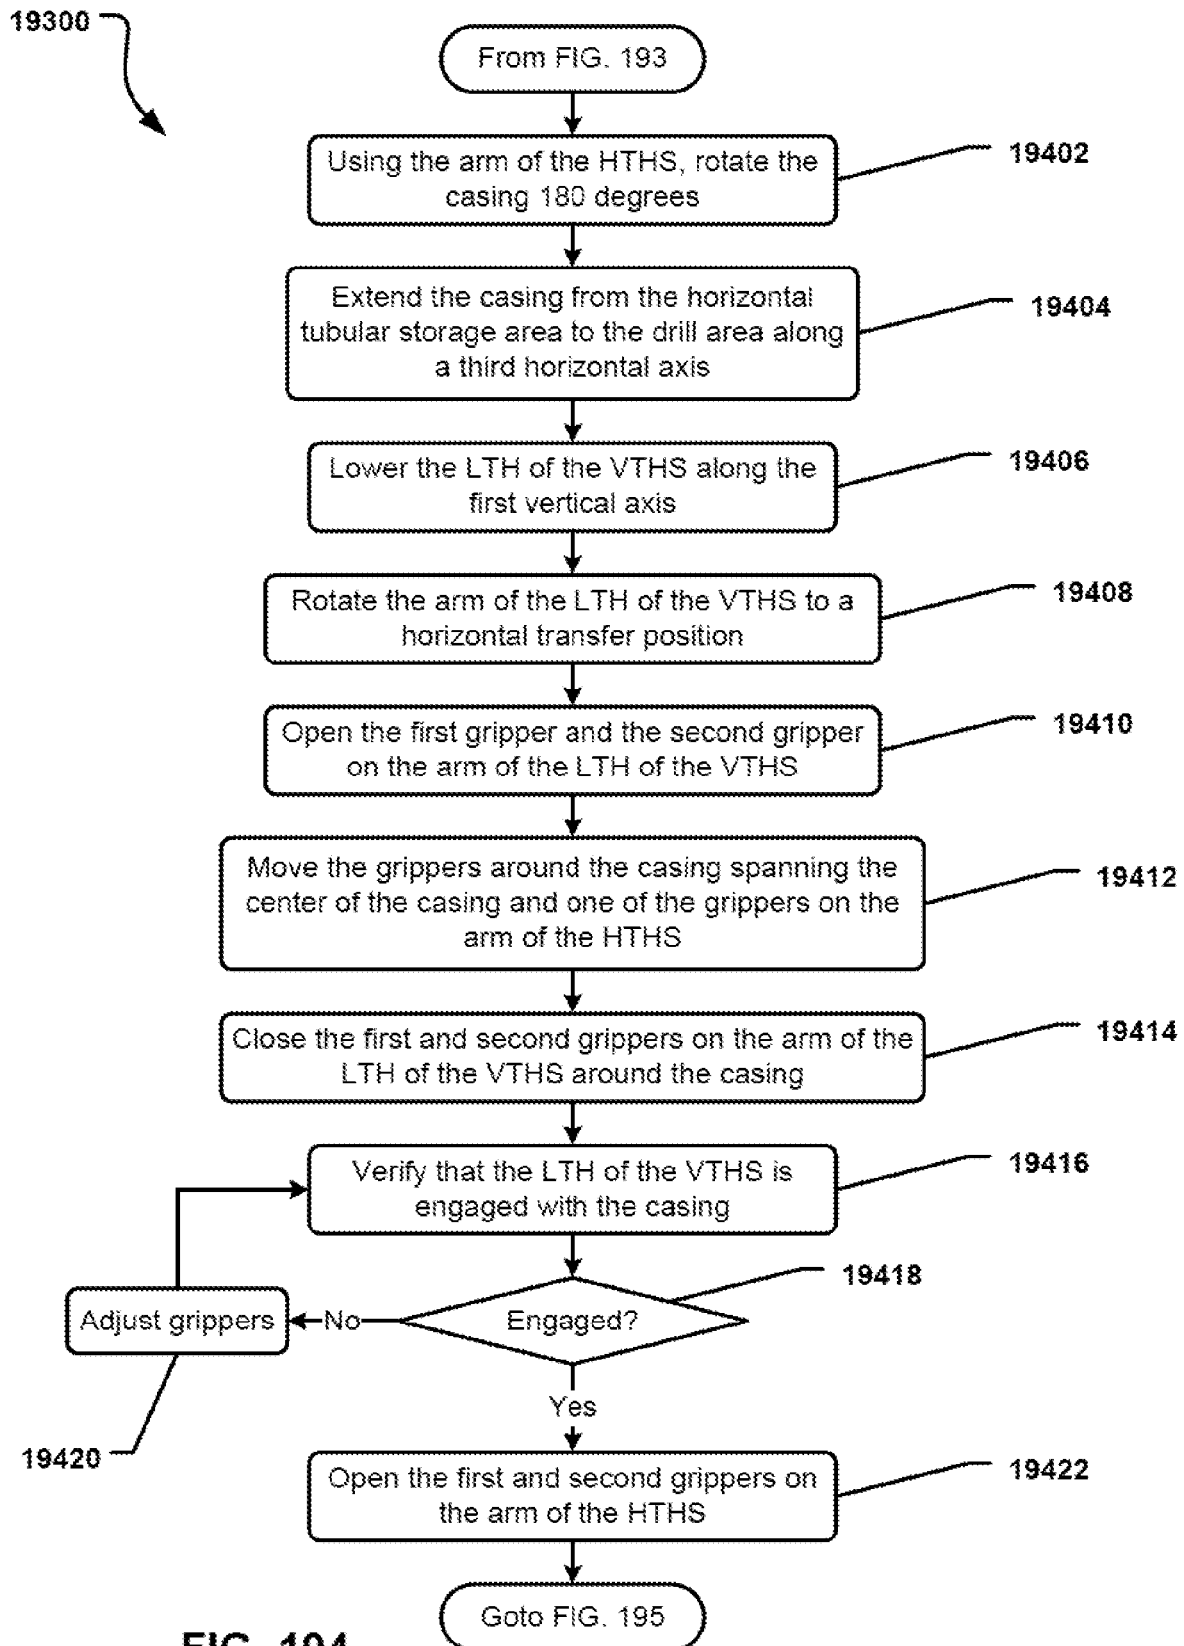 19300
From FIG. 193
Using the arm of the HTHS, rotate the
casing 180 degrees
19402
Extend the casing from the horizontal
tubular storage area to the drill area along
a third horizontal axis
19404
Lower the LTH of the VTHS along the
first vertical axis
19406
Rotate the arm of the LTH of the VTHS to a
horizontal transfer position
19408
Open the first gripper and the second gripper
on the arm of the LTH of the VTHS
19410
Move the grippers around the casing spanning the
center of the casing and one of the grippers on the
arm of the HTHS
19412
Close the first and second grippers on the arm of the
LTH of the VTHS around the casing
19414
Verify that the LTH of the VTHS is
engaged with the casing
19416
Engaged?
19418
No
Adjust grippers
19420
Yes
Open the first and second grippers on
the arm of the HTHS
19422
Goto FIG. 195
FIG. 194